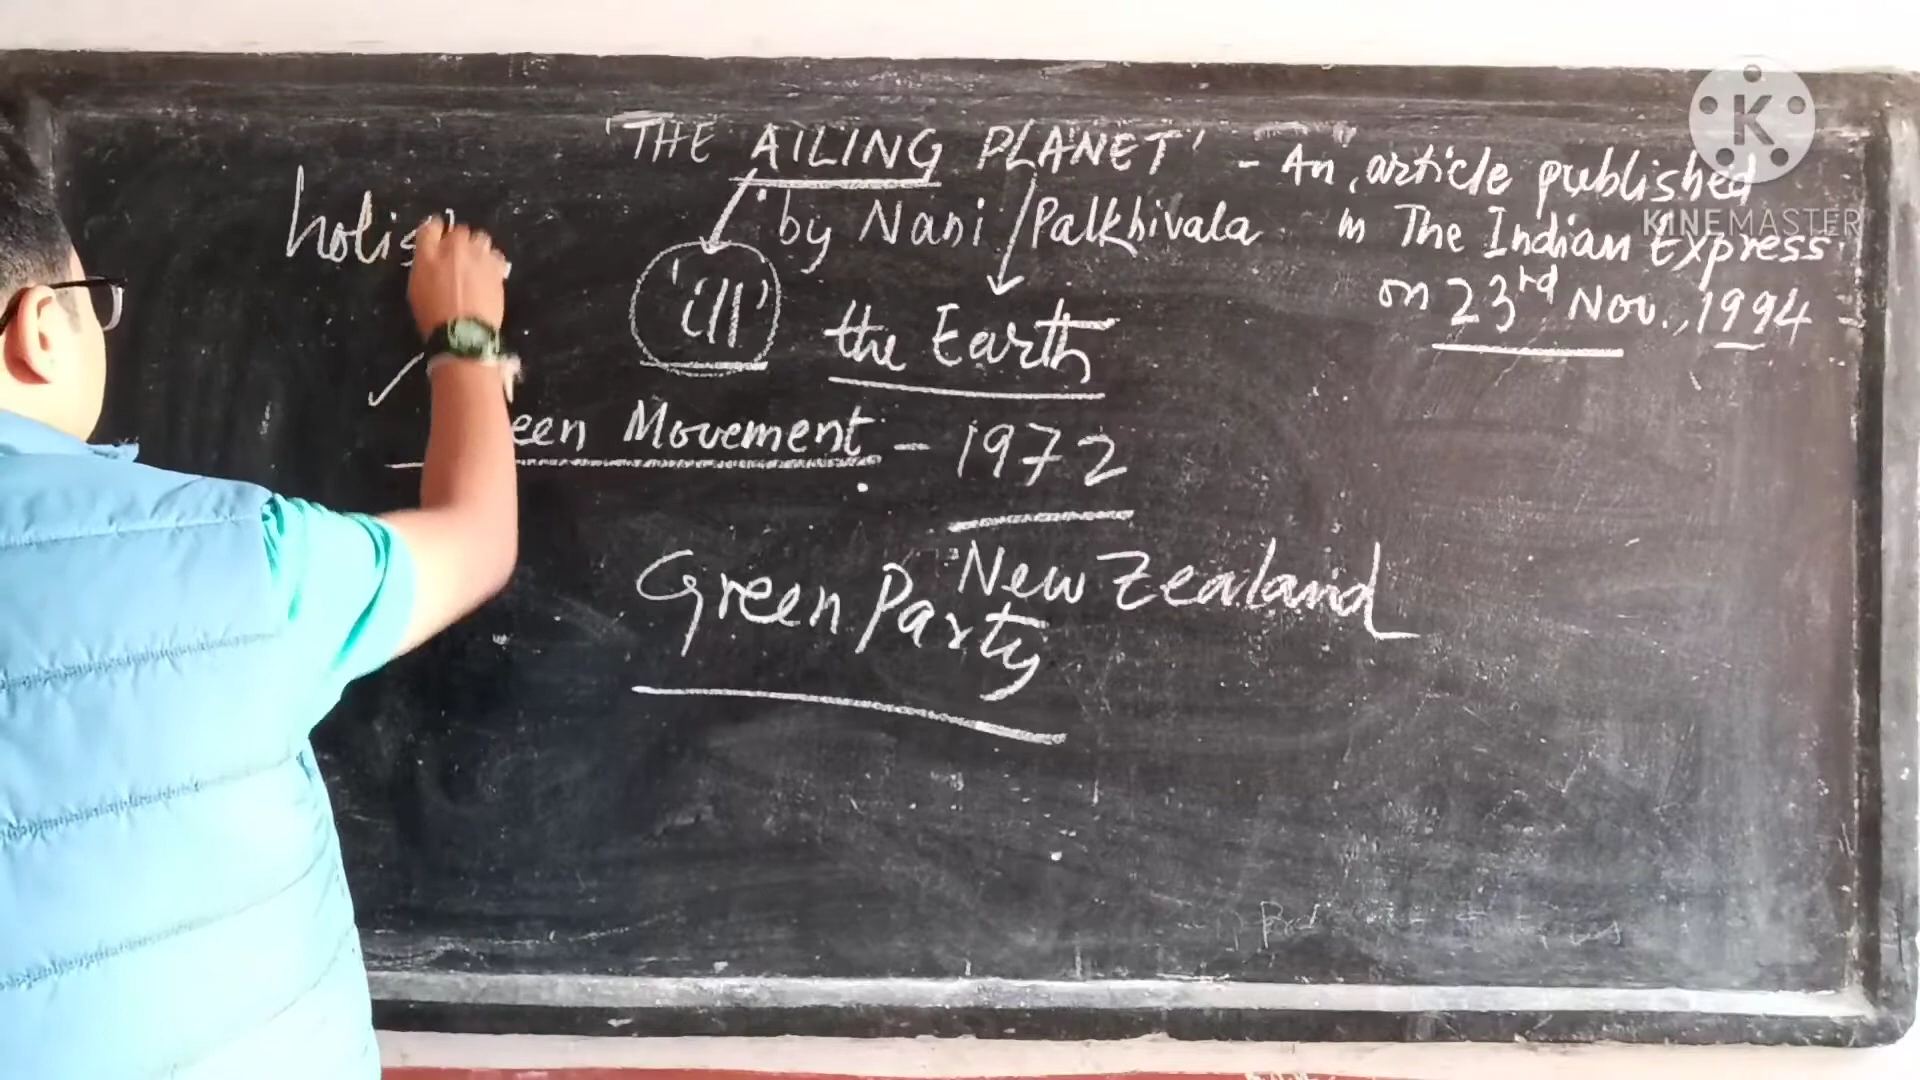 'THE AILING PLANET' - An article published
by Nani Palkhivala in The Indian Express
on 23rd Nov., 1994
holis
'ill' the Earth
een Movement - 1972
New Zealand
Green Party
K
KINEMASTER